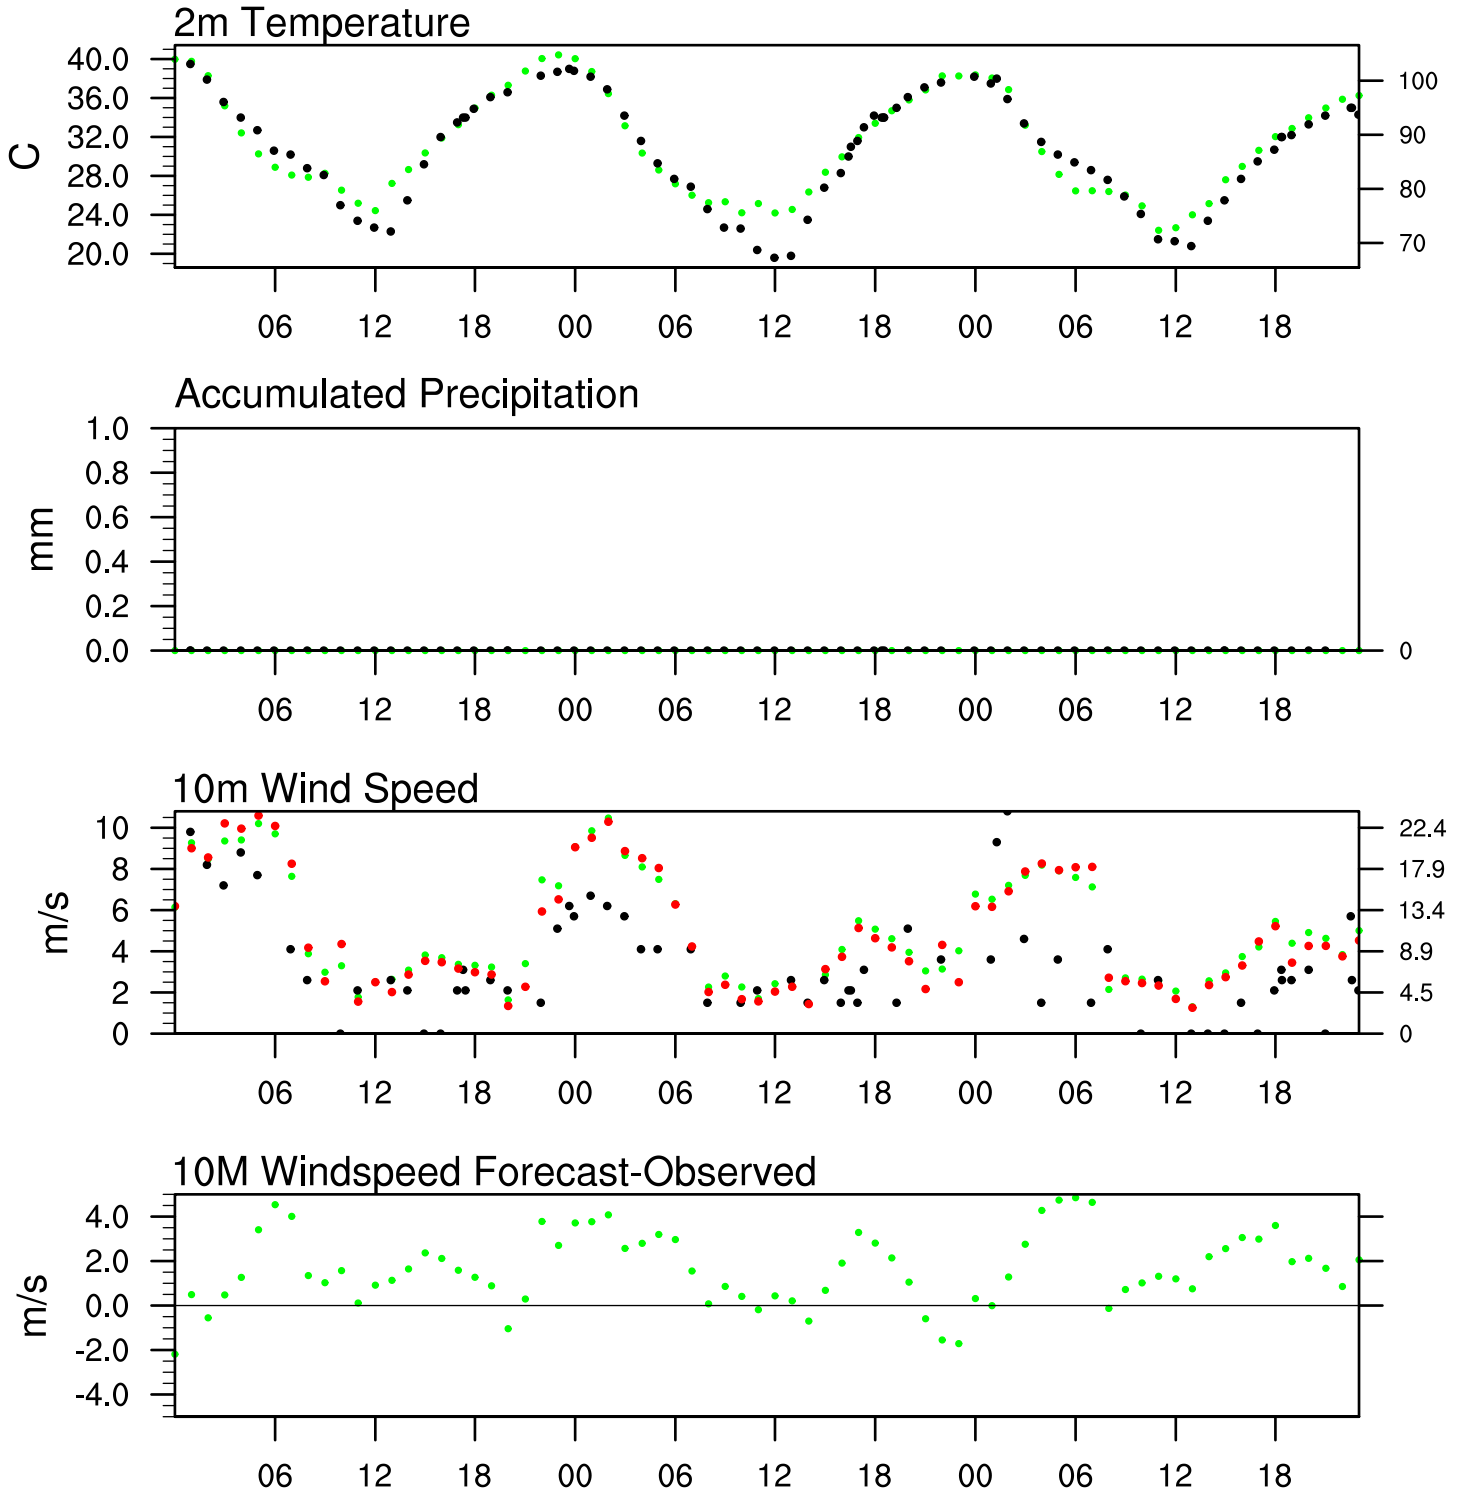 2m Temperature
40.0
36.0
32.0
28.0
24.0
20.0
C
100
90
80
70
06 12 18 00 06 12 18 00 06 12 18
Accumulated Precipitation
1.0
0.8
0.6
0.4
0.2
0.0
mm
0
06 12 18 00 06 12 18 00 06 12 18
10m Wind Speed
10
8
6
4
2
0
m/s
22.4
17.9
13.4
8.9
4.5
0
06 12 18 00 06 12 18 00 06 12 18
10M Windspeed Forecast-Observed
4.0
2.0
0.0
-2.0
-4.0
m/s
06 12 18 00 06 12 18 00 06 12 18